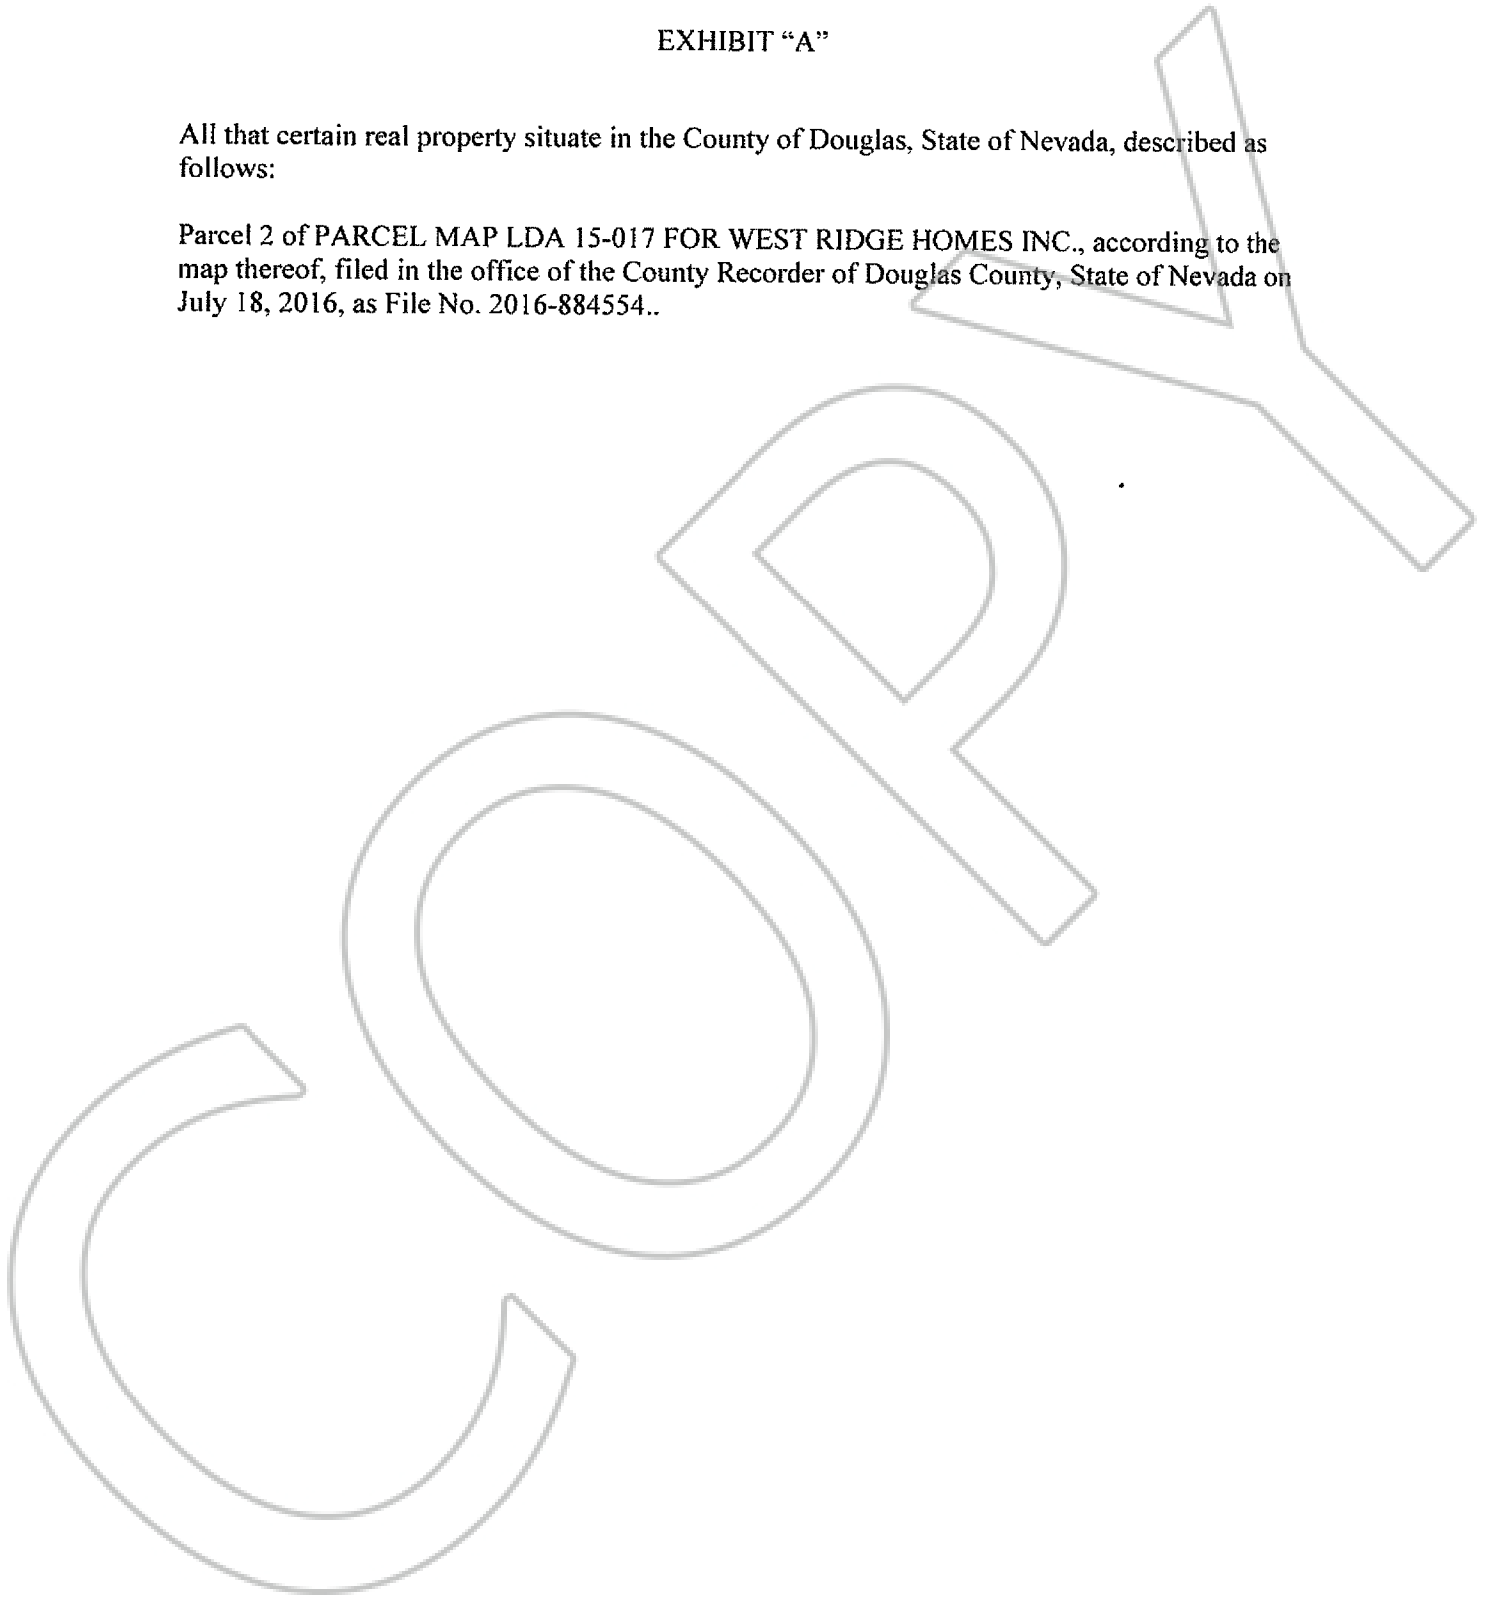 EXHIBIT “A”
All that certain real property situate in the County of Douglas, State of Nevada, described as
follows:
Parcel 2 of PARCEL MAP LDA 15-017 FOR WEST RIDGE HOMES INC., according to the
map thereof, filed in the office of the County Recorder of Douglas County, State of Nevada on
July 18, 2016, as File No. 2016-884554..
COPY